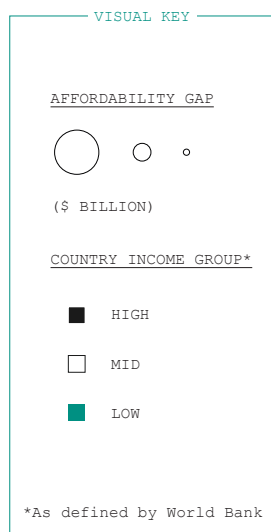 VISUAL KEY
AFFORDABILITY GAP
($ BILLION)
COUNTRY INCOME GROUP*
HIGH
MID
LOW
*As defined by World Bank